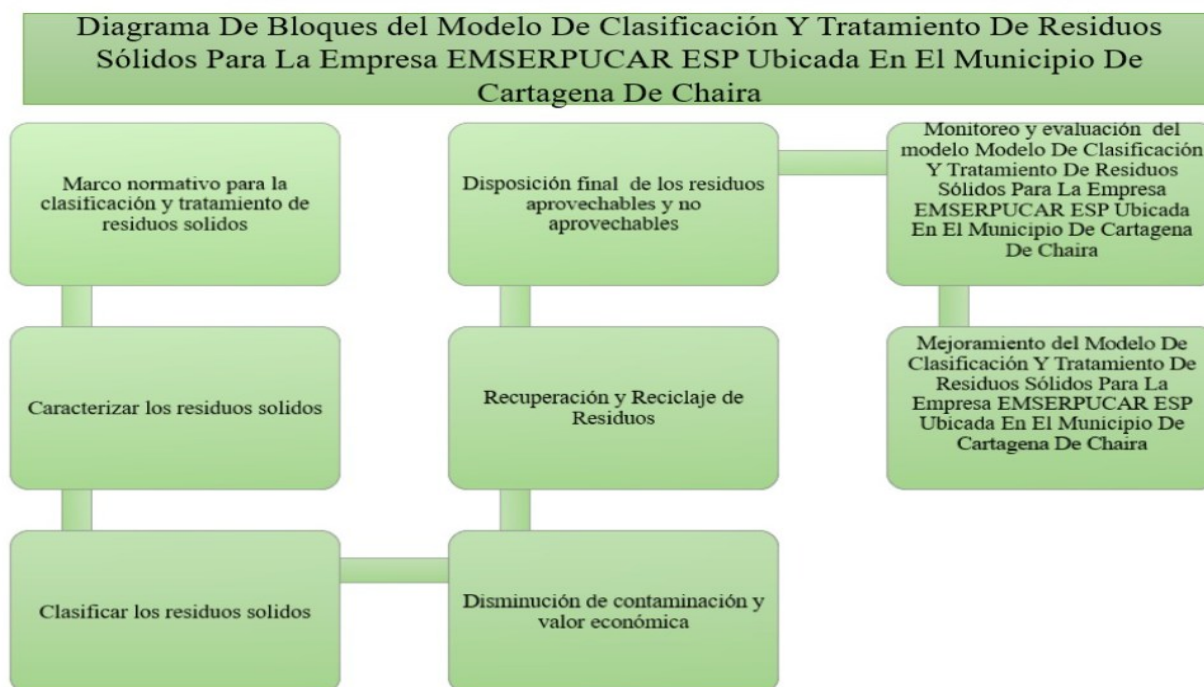 Diagrama De Bloques del Modelo De Clasificación Y Tratamiento De Residuos
Sólidos Para La Empresa EMSERPUCAR ESP Ubicada En El Municipio De
Cartagena De Chaira
Marco normativo para la
clasificación y tratamiento de
residuos solidos
Caracterizar los residuos solidos
Clasificar los residuos solidos
Disminución de contaminación y
valor económica
Recuperación y Reciclaje de
Residuos
Disposición final de los residuos
aprovechables y no
aprovechables
Monitoreo y evaluación del
modelo Modelo De Clasificación
Y Tratamiento De Residuos
Sólidos Para La Empresa
EMSERPUCAR ESP Ubicada
En El Municipio De Cartagena
De Chaira
Mejoramiento del Modelo De
Clasificación Y Tratamiento De
Residuos Sólidos Para La
Empresa EMSERPUCAR ESP
Ubicada En El Municipio De
Cartagena De Chaira